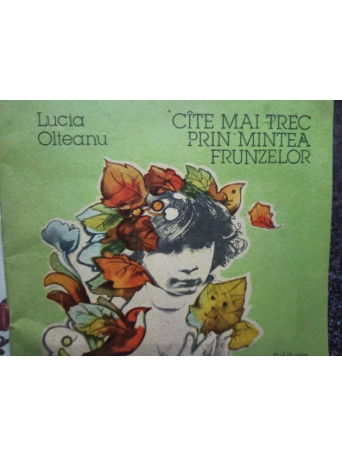 Lucia
Olteanu
CÎTE MAI TREC
PRIN MINTEA
FRUNZELOR